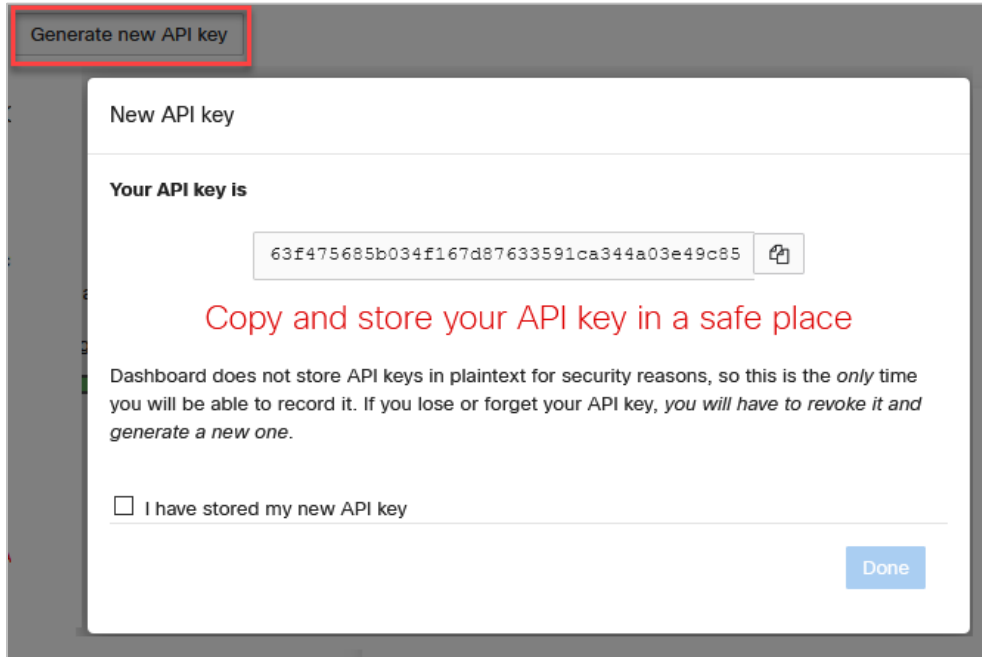 Generate new API key
New API key
Your API key is
63f475685b034f167d87633591ca344a03e49c85
Copy and store your API key in a safe place
Dashboard does not store API keys in plaintext for security reasons, so this is the only time
you will be able to record it. If you lose or forget your API key, you will have to revoke it and
generate a new one.
I have stored my new API key
Done